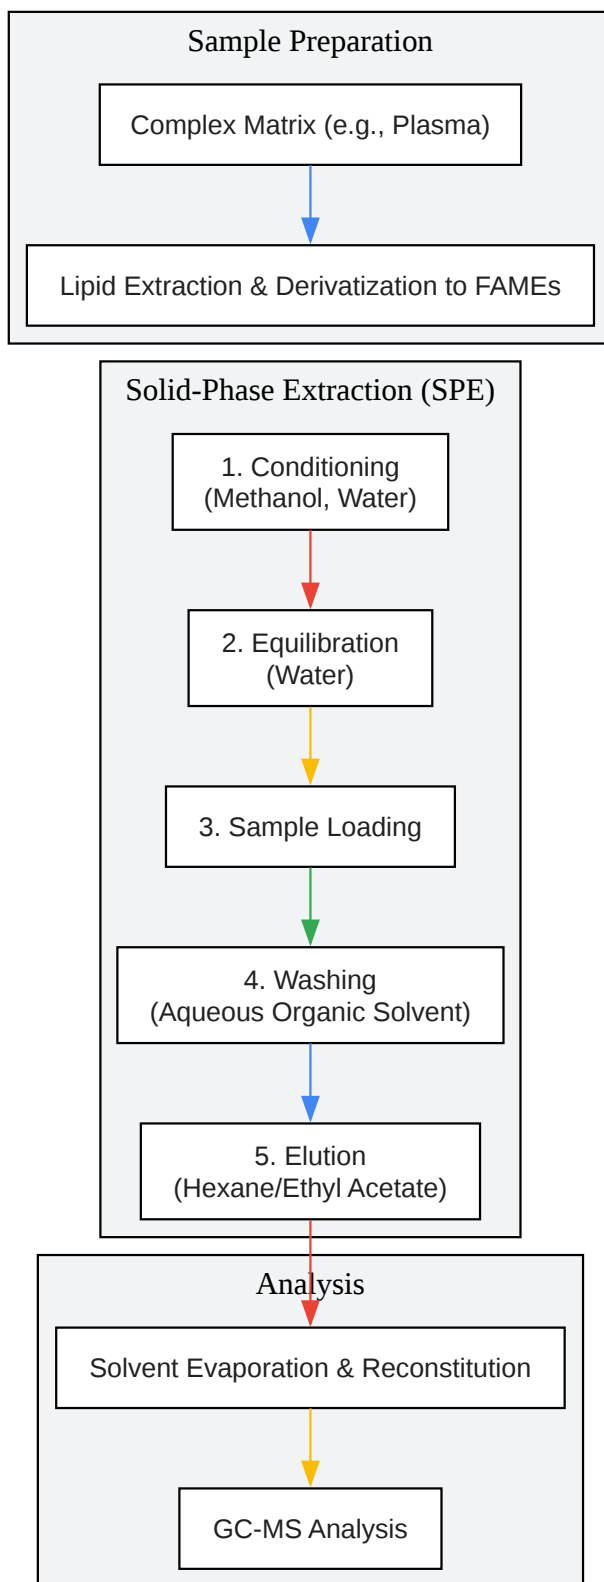 Sample Preparation
Complex Matrix (e.g., Plasma)
Lipid Extraction & Derivatization to FAMEs
Solid-Phase Extraction (SPE)
1. Conditioning
(Methanol, Water)
2. Equilibration
(Water)
3. Sample Loading
4. Washing
(Aqueous Organic Solvent)
5. Elution
(Hexane/Ethyl Acetate)
Analysis
Solvent Evaporation & Reconstitution
GC-MS Analysis